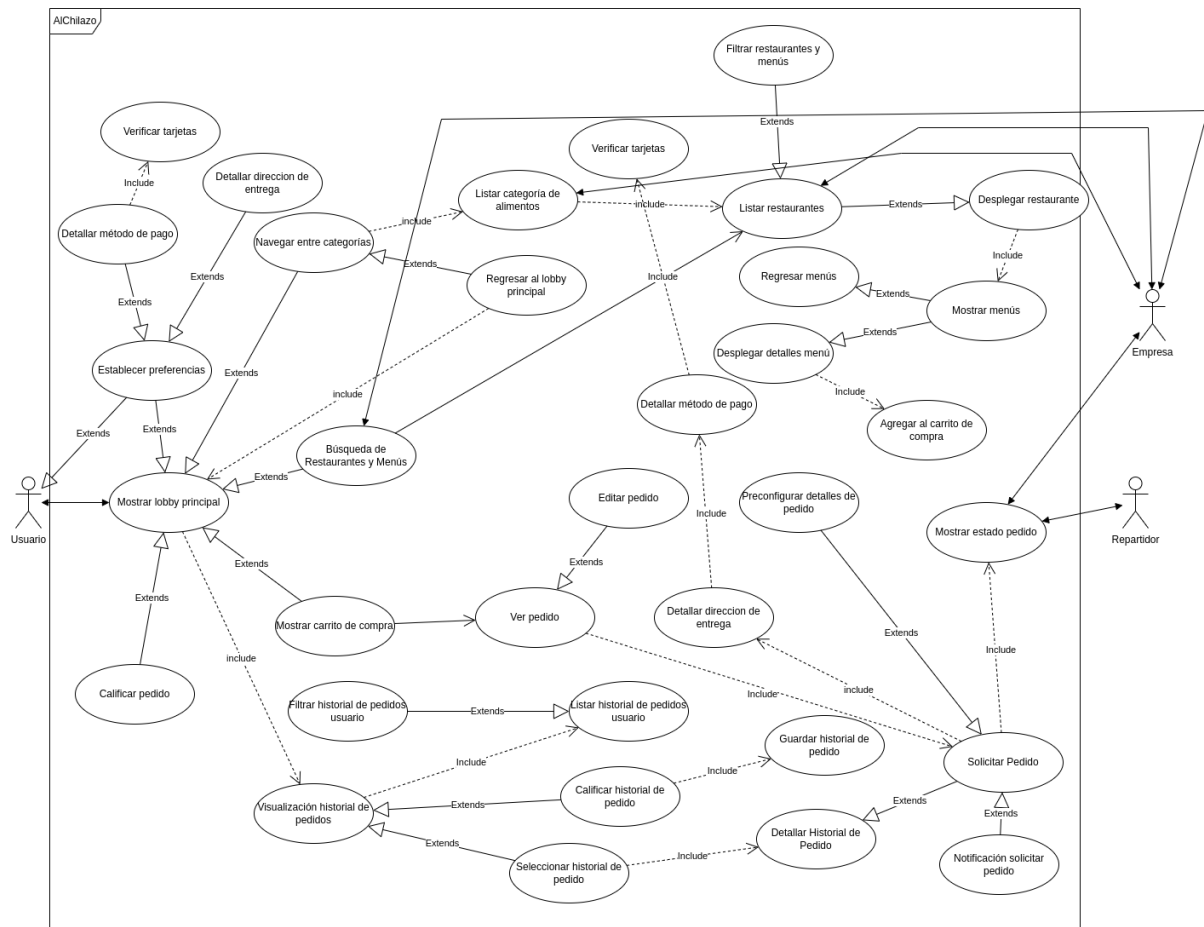 AlChilazo
Filtrar restaurantes y
menús
Extends
Verificar tarjetas
Include
Detallar direccion de
entrega
Verificar tarjetas
Listar categoría de
alimentos
include
include
Listar restaurantes
Extends
Desplegar restaurante
Detallar método de pago
Navegar entre categorías
Extends
Regresar al lobby
principal
Include
Regresar menús
Extends
Include
Mostrar menús
Extends
Extends
Extends
Desplegar detalles menú
Include
Agregar al carrito de
compra
Empresa
Establecer preferencias
Extends
include
Detallar método de pago
Extends
Extends
Búsqueda de
Restaurantes y Menús
Extends
Mostrar lobby principal
Usuario
Editar pedido
Include
Preconfigurar detalles de
pedido
Mostrar estado pedido
Repartidor
Extends
Extends
Extends
Mostrar carrito de compra
Ver pedido
Detallar direccion de
entrega
Extends
Include
include
Calificar pedido
Include
include
Filtrar historial de pedidos
usuario
Extends
Listar historial de pedidos
usuario
Guardar historial de
pedido
Solicitar Pedido
Include
Include
Visualización historial de
pedidos
Extends
Calificar historial de
pedido
Extends
Extends
Detallar Historial de
Pedido
Extends
Seleccionar historial de
pedido
Include
Notificación solicitar
pedido